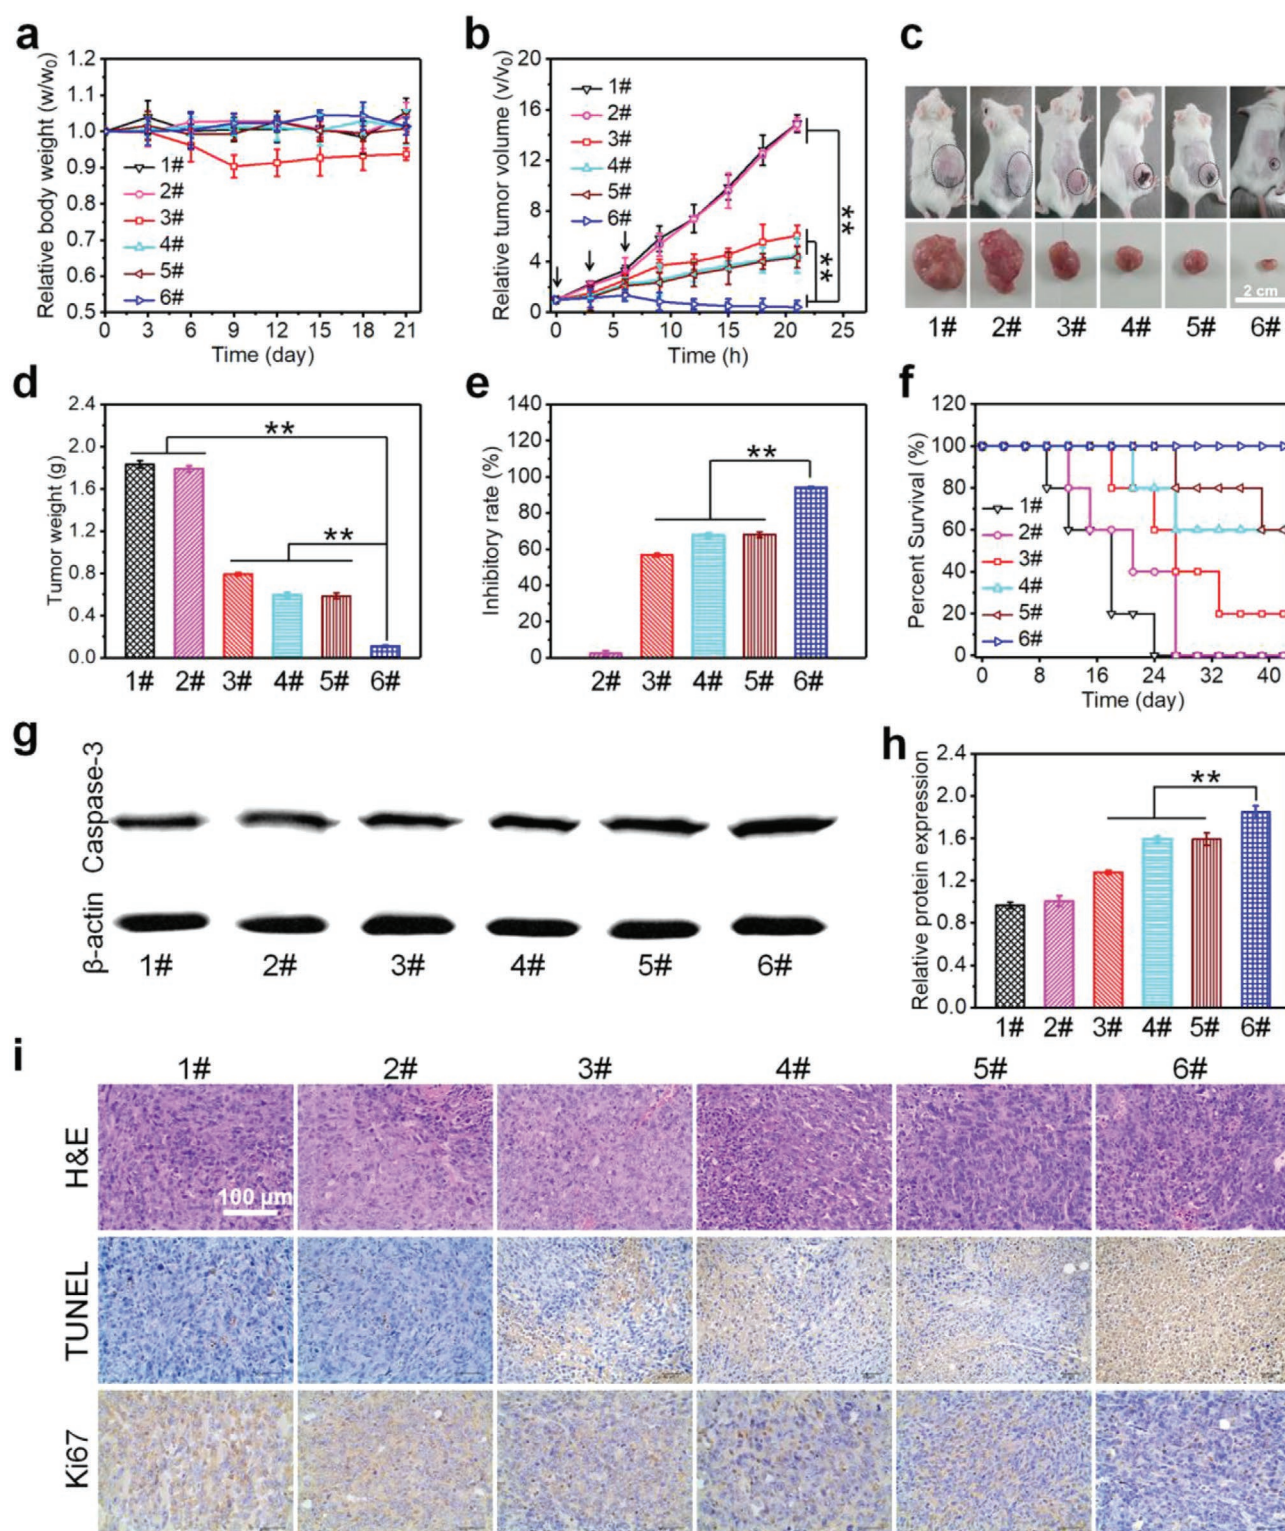 a
Relative body weight (w/w0)
1.2
1.1
1.0
0.9
0.8
0.7
0.6
0.5
1#
2#
3#
4#
5#
6#
0 3 6 9 12 15 18 21
Time (day)
b
Relative tumor volume (v/v0)
20
16
12
8
4
0
1#
2#
3#
4#
5#
6#
**
**
0 5 10 15 20 25
Time (h)
c
2 cm
1# 2# 3# 4# 5# 6#
d
Tumor weight (g)
2.4
2.0
1.6
1.2
0.8
0.4
0.0
**
**
1# 2# 3# 4# 5# 6#
e
Inhibitory rate (%)
140
120
100
80
60
40
20
0
**
2# 3# 4# 5# 6#
f
Percent Survival (%)
120
100
80
60
40
20
0
1#
2#
3#
4#
5#
6#
0 8 16 24 32 40
Time (day)
g
Caspase-3
β-actin
1# 2# 3# 4# 5# 6#
h
Relative protein expression
2.4
2.0
1.6
1.2
0.8
0.4
0.0
**
1# 2# 3# 4# 5# 6#
i
1# 2# 3# 4# 5# 6#
H&E
100 μm
TUNEL
Ki67